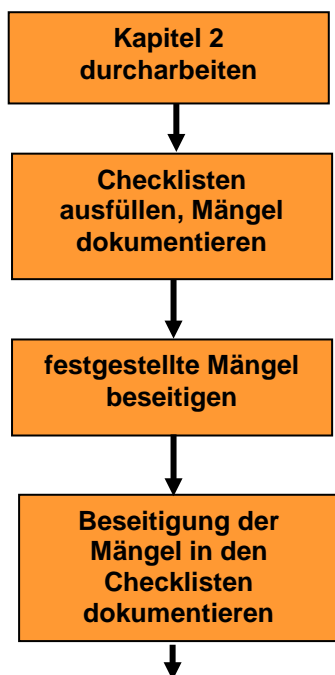 Kapitel 2
durcharbeiten
Checklisten
ausfüllen, Mängel
dokumentieren
festgestellte Mängel
beseitigen
Beseitigung der
Mängel in den
Checklisten
dokumentieren